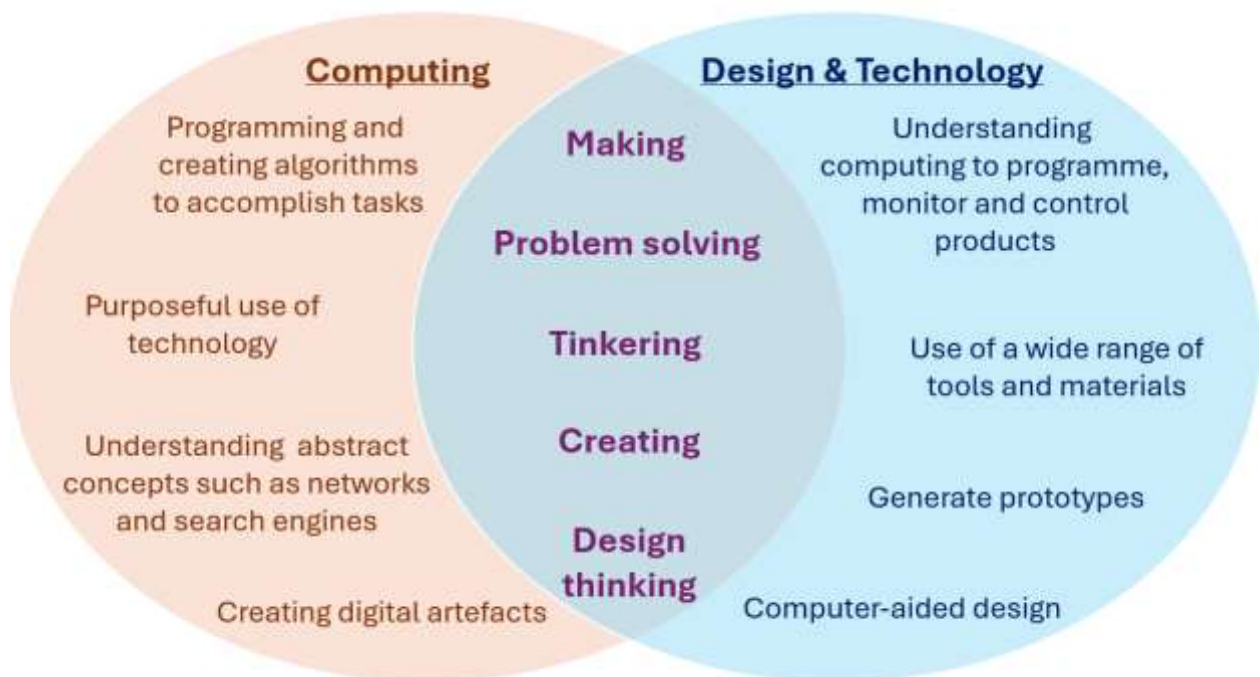 Computing
Programming and
creating algorithms
to accomplish tasks
Purposeful use of
technology
Understanding abstract
concepts such as networks
and search engines
Creating digital artefacts
Making
Problem solving
Tinkering
Creating
Design
thinking
Design & Technology
Understanding
computing to programme,
monitor and control
products
Use of a wide range of
tools and materials
Generate prototypes
Computer-aided design